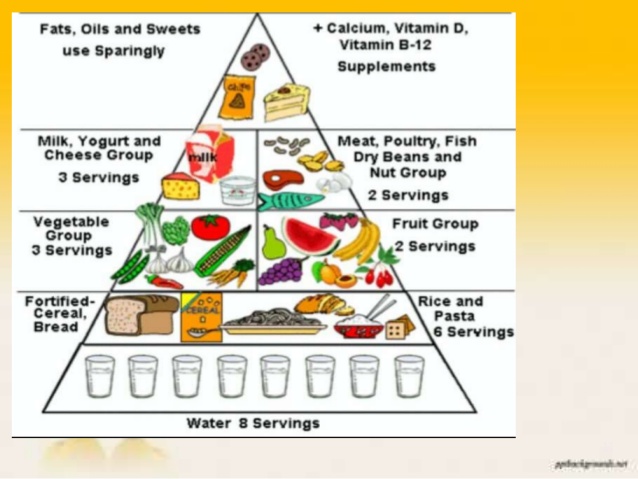 Fats, Oils and Sweets
use Sparingly
+ Calcium, Vitamin D,
Vitamin B-12
Supplements
Chips
Milk, Yogurt and
Cheese Group
3 Servings
milk
Meat, Poultry, Fish
Dry Beans and
Nut Group
2 Servings
Vegetable
Group
3 Servings
Fruit Group
2 Servings
Fortified-
Cereal,
Bread
CEREAL
Rice and
Pasta
6 Servings
Water 8 Servings
pptbackgrounds.net